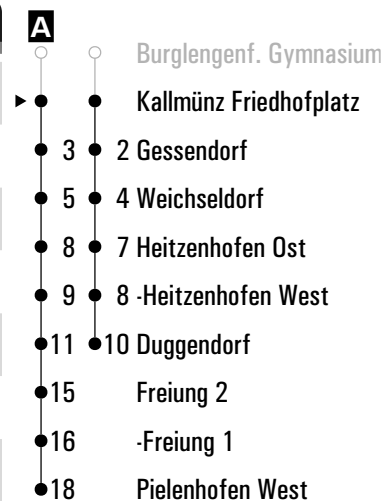 A
Burglengenf. Gymnasium
Kallmünz Friedhofplatz
3 2 Gessendorf
5 4 Weichseldorf
8 7 Heitzenhofen Ost
9 8 -Heitzenhofen West
11 10 Duggendorf
15 Freiung 2
16 -Freiung 1
18 Pielenhofen West